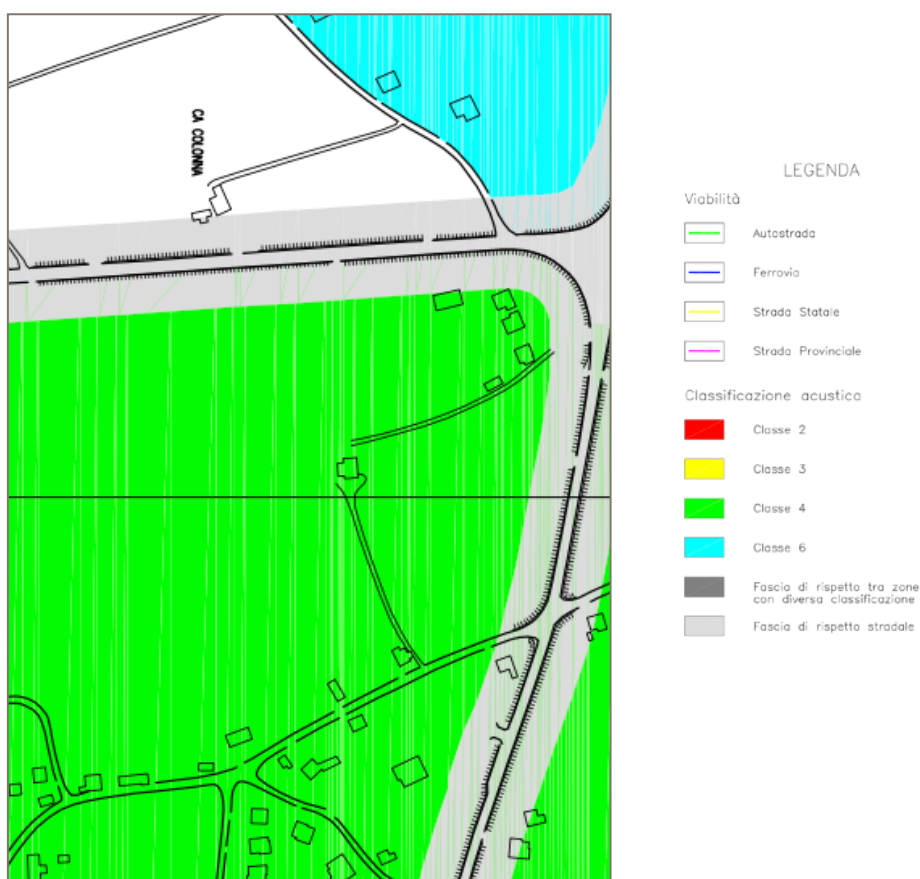 CA COLONNA
LEGENDA
Viabilità
Autostrada
Ferrovia
Strada Statale
Strada Provinciale
Classificazione acustica
Classe 2
Classe 3
Classe 4
Classe 6
Fascia di rispetto tra zone
con diversa classificazione
Fascia di rispetto stradale